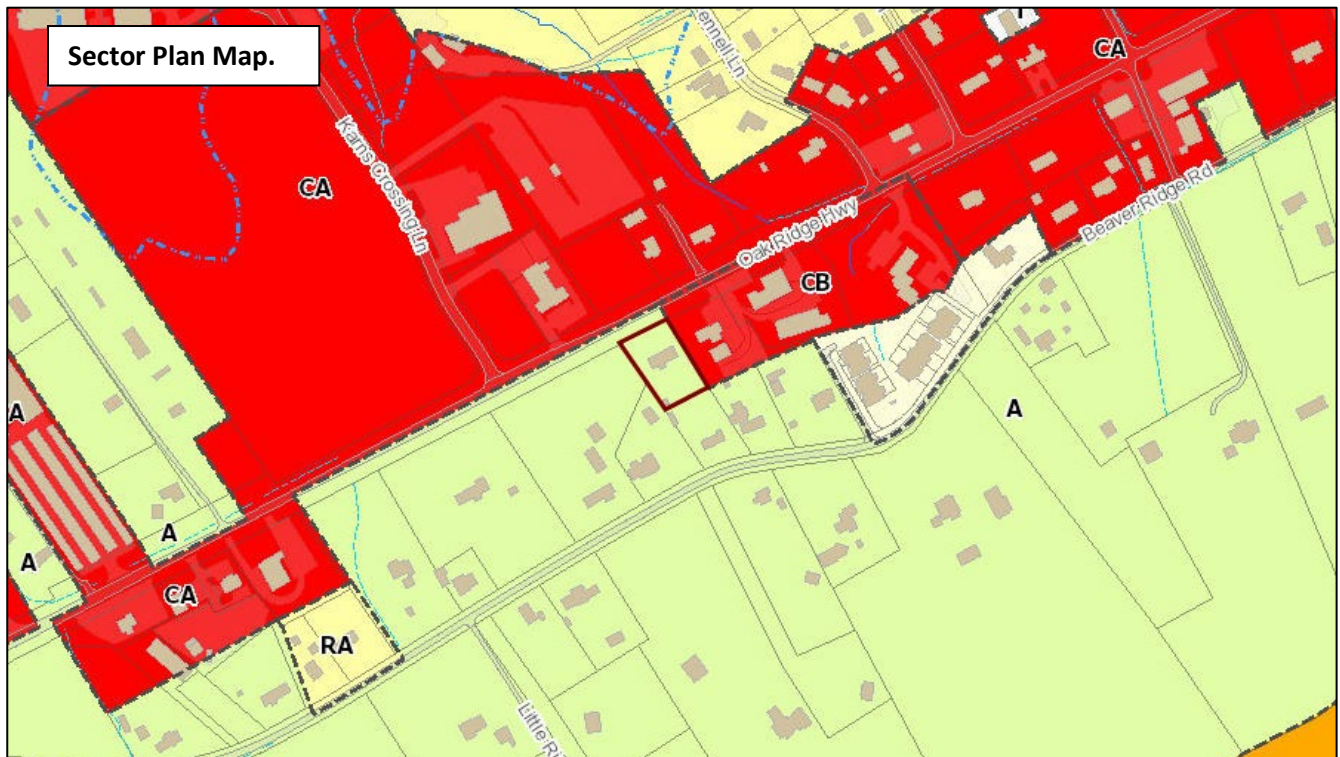 Sector Plan Map.
CA
Karns Crossing Ln
CA
Oak Ridge Hwy
Beaver Ridge Rd
CB
A
A
A
A
CA
RA